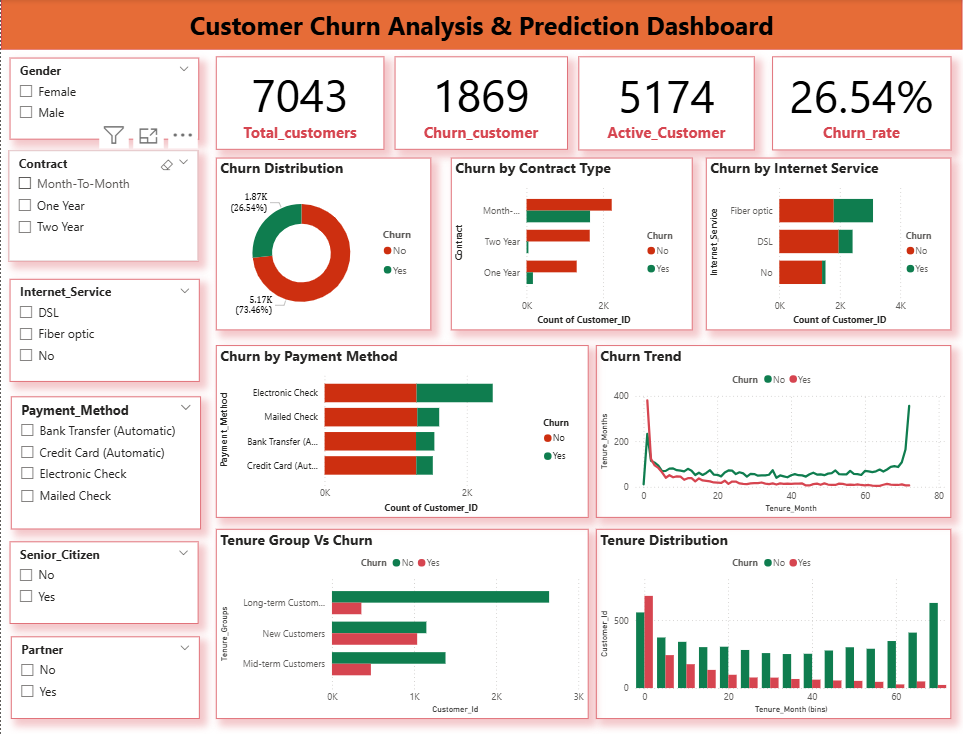 Customer Churn Analysis & Prediction Dashboard
Gender
Female
Male
Contract
Month-To-Month
One Year
Two Year
Internet_Service
DSL
Fiber optic
No
Payment_Method
Bank Transfer (Automatic)
Credit Card (Automatic)
Electronic Check
Mailed Check
Senior_Citizen
No
Yes
Partner
No
Yes
7043
Total_customers
1869
Churn_customer
5174
Active_Customer
26.54%
Churn_rate
Churn Distribution
1.87K
(26.54%)
5.17K
(73.46%)
Churn
No
Yes
Churn by Contract Type
Contract
Month-...
Two Year
One Year
0K 2K
Count of Customer_ID
Churn
No
Yes
Churn by Internet Service
Internet_Service
Fiber optic
DSL
No
0K 2K 4K
Count of Customer_ID
Churn
No
Yes
Churn by Payment Method
Payment_Method
Electronic Check
Mailed Check
Bank Transfer (A...
Credit Card (Aut...
0K 2K
Count of Customer_ID
Churn
No
Yes
Churn Trend
Churn No Yes
Tenure_Months
400
200
0
0 20 40 60 80
Tenure_Month
Tenure Group Vs Churn
Churn No Yes
Tenure_Groups
Long-term Custom...
New Customers
Mid-term Customers
0K 1K 2K 3K
Customer_Id
Tenure Distribution
Churn No Yes
Customer_Id
500
0
0 20 40 60
Tenure_Month (bins)